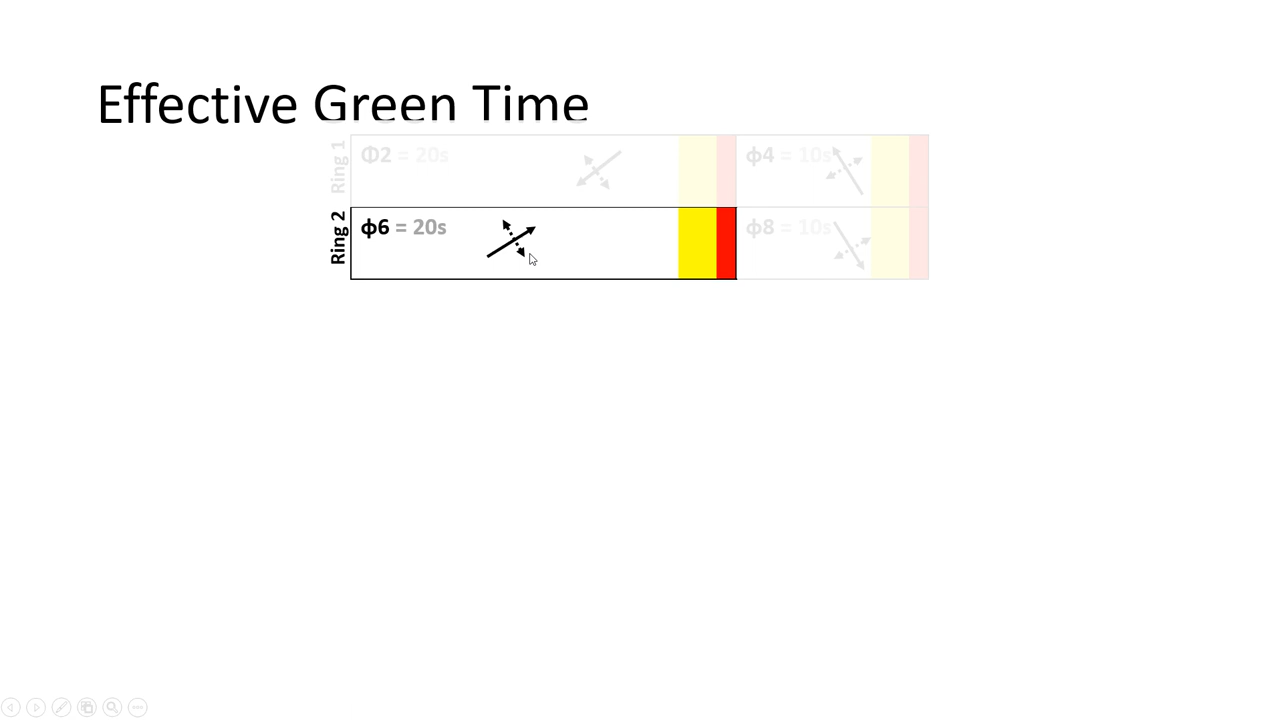 Effective Green Time
Ring 1
Φ2 = 20s
ϕ4 = 10s
Ring 2
ϕ6 = 20s
ϕ8 = 10s